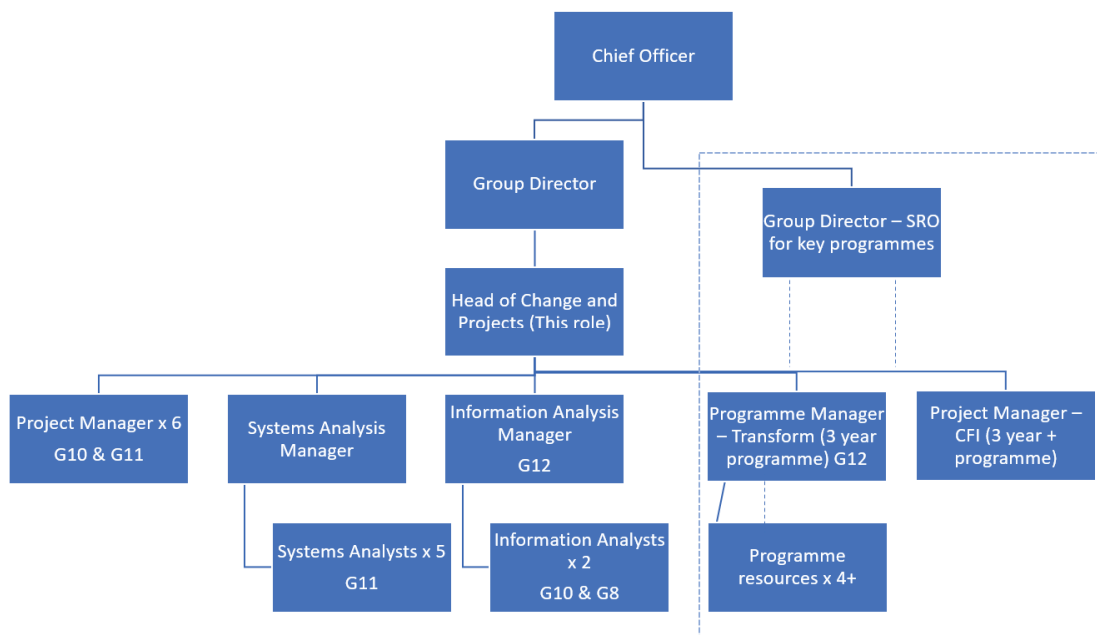 Chief Officer
Group Director
Group Director – SRO
for key programmes
Head of Change and
Projects (This role)
Project Manager x 6
G10 & G11
Systems Analysis
Manager
Information Analysis
Manager
G12
Programme Manager
– Transform (3 year
programme) G12
Project Manager –
CFI (3 year +
programme)
Systems Analysts x 5
G11
Information Analysts
x 2
G10 & G8
Programme
resources x 4+